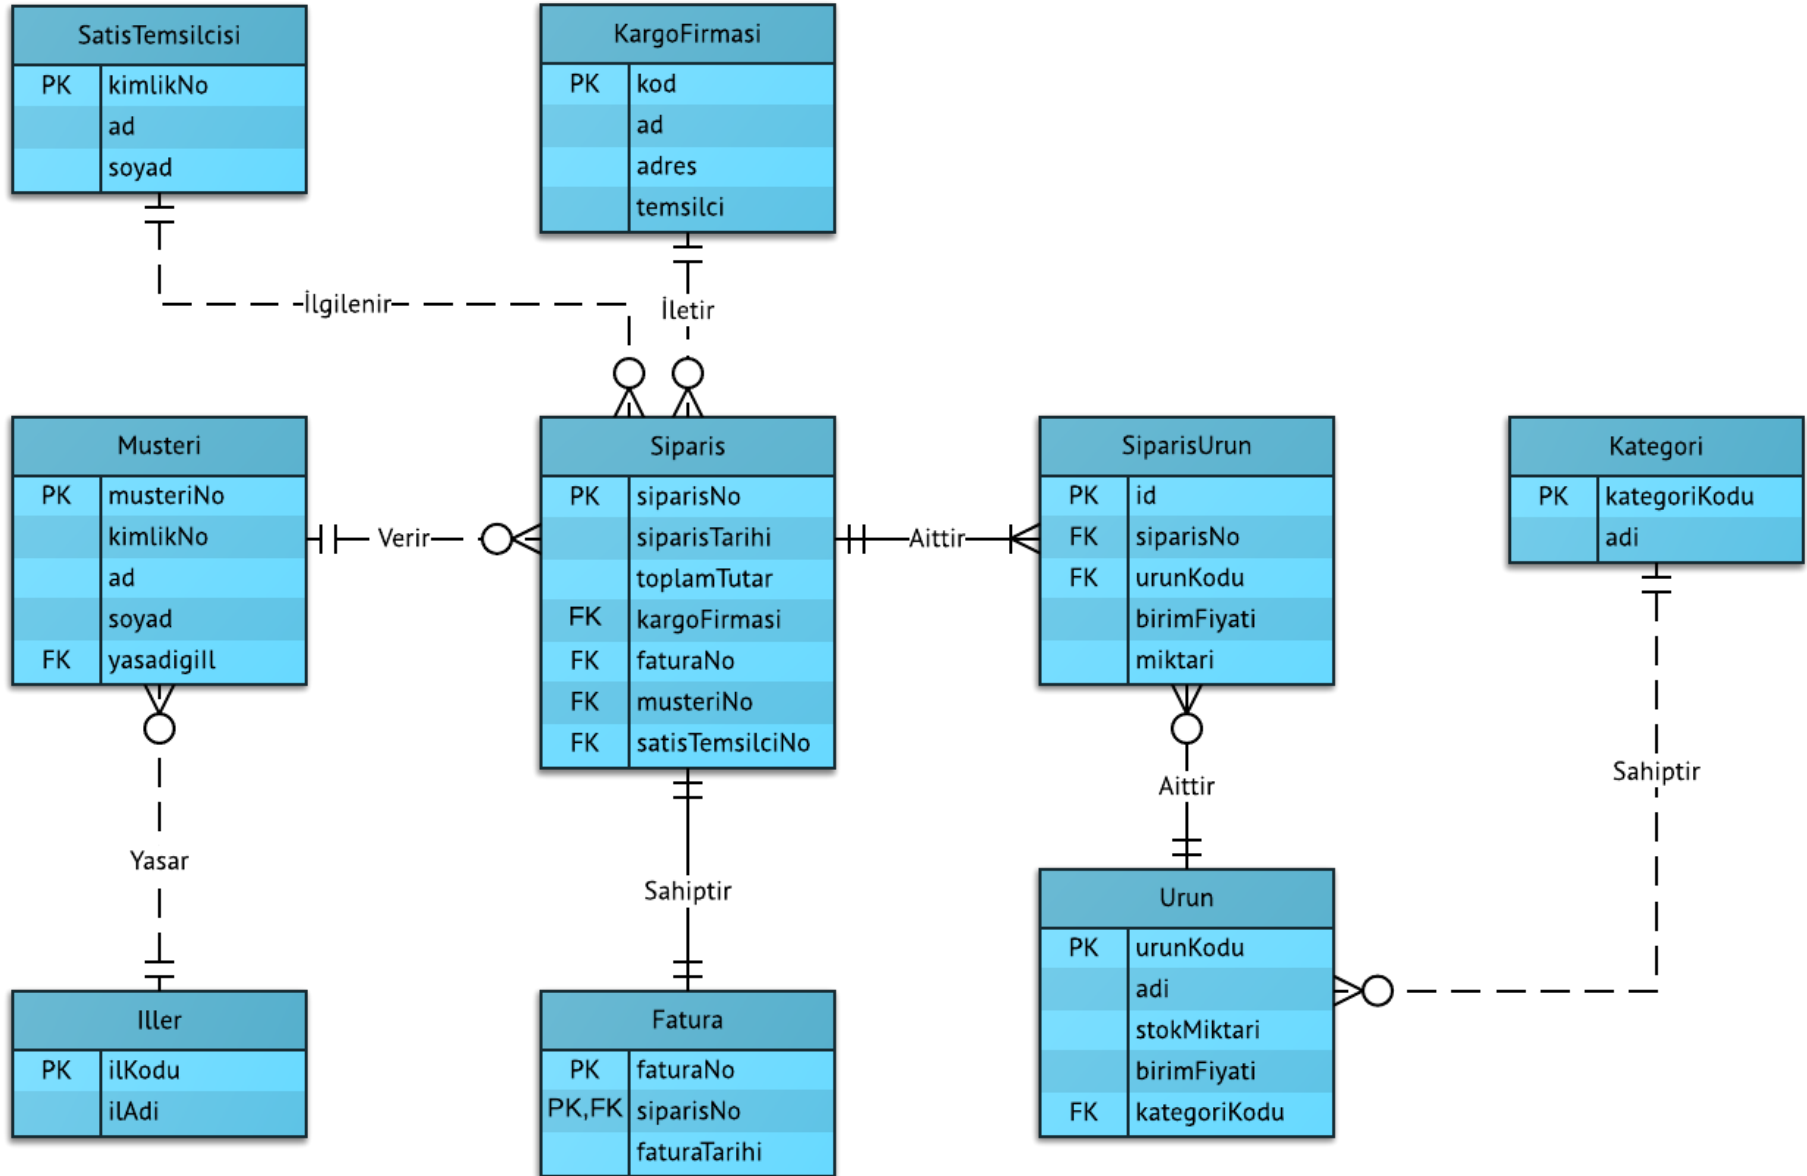 SatisTemsilcisi
PK kimlikNo
ad
soyad
KargoFirmasi
PK kod
ad
adres
temsilci
İlgilenir
İletir
Musteri
PK musteriNo
kimlikNo
ad
soyad
FK yasadigiIl
Verir
Siparis
PK siparisNo
siparisTarihi
toplamTutar
FK kargoFirmasi
FK faturaNo
FK musteriNo
FK satisTemsilciNo
Aittir
SiparisUrun
PK id
FK siparisNo
FK urunKodu
birimFiyati
miktari
Kategori
PK kategoriKodu
adi
Yasar
Sahiptir
Aittir
Sahiptir
Iller
PK ilKodu
ilAdi
Fatura
PK faturaNo
PK,FK siparisNo
faturaTarihi
Urun
PK urunKodu
adi
stokMiktari
birimFiyati
FK kategoriKodu